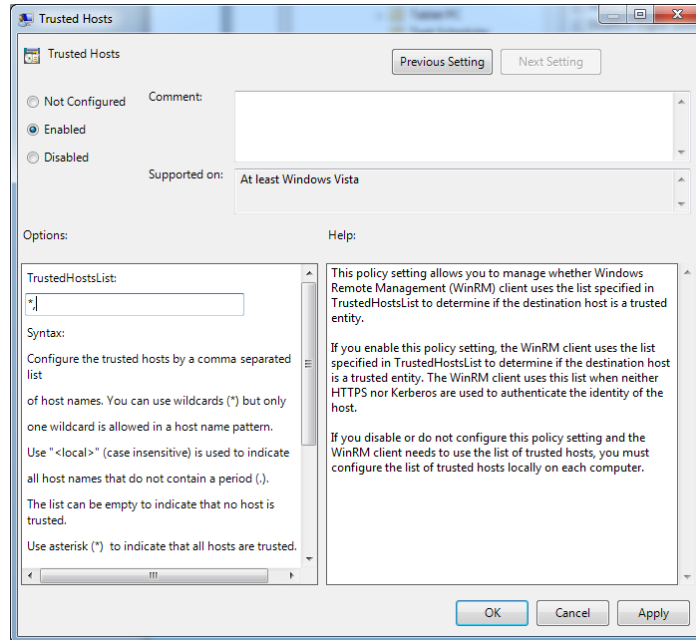 Trusted Hosts
Trusted Hosts
Previous Setting
Next Setting
Not Configured
Enabled
Disabled
Comment:
Supported on:
At least Windows Vista
Options:
Help:
TrustedHostsList:
*,
Syntax:
Configure the trusted hosts by a comma separated
list
of host names. You can use wildcards (*) but only
one wildcard is allowed in a host name pattern.
Use "<local>" (case insensitive) is used to indicate
all host names that do not contain a period (.).
The list can be empty to indicate that no host is
trusted.
Use asterisk (*) to indicate that all hosts are trusted.
This policy setting allows you to manage whether Windows
Remote Management (WinRM) client uses the list specified in
TrustedHostsList to determine if the destination host is a trusted
entity.
If you enable this policy setting, the WinRM client uses the list
specified in TrustedHostsList to determine if the destination host
is a trusted entity. The WinRM client uses this list when neither
HTTPS nor Kerberos are used to authenticate the identity of the
host.
If you disable or do not configure this policy setting and the
WinRM client needs to use the list of trusted hosts, you must
configure the list of trusted hosts locally on each computer.
OK
Cancel
Apply